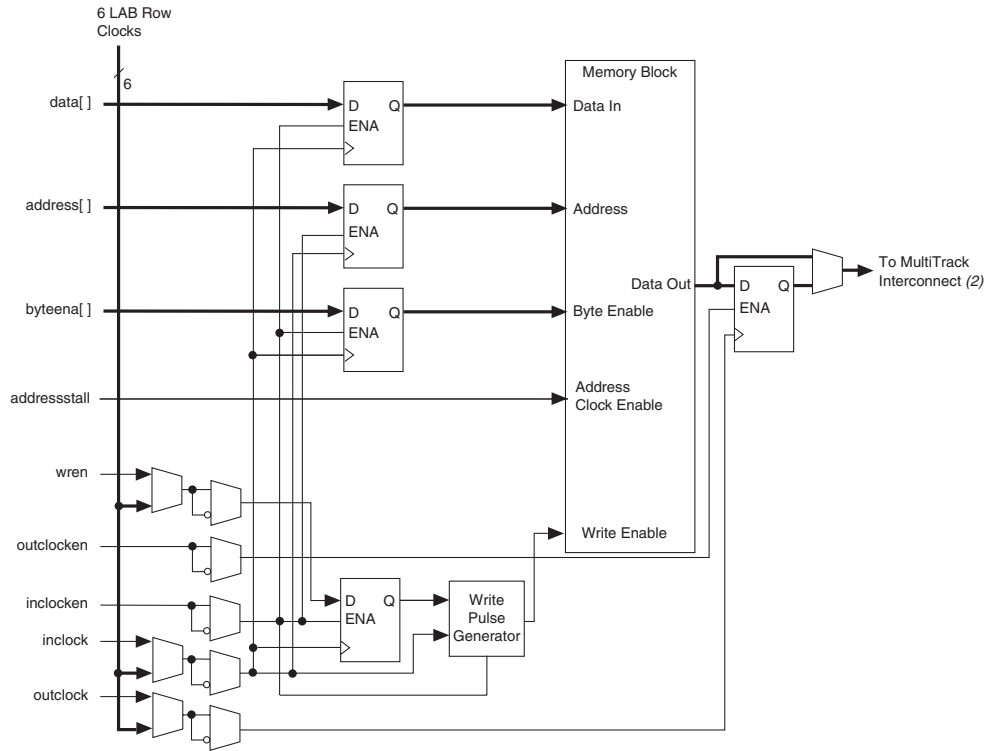 6 LAB Row
Clocks
6
data[ ]
D Q
ENA
Memory Block
Data In
address[ ]
D Q
ENA
Address
To MultiTrack
Interconnect (2)
Data Out
D Q
ENA
byteena[ ]
D Q
ENA
Byte Enable
addressstall
Address
Clock Enable
wren
Write Enable
outclocken
inclocken
D Q
ENA
Write
Pulse
Generator
inclock
outclock